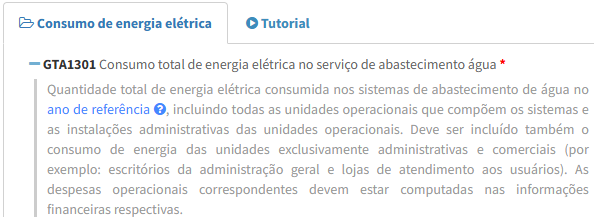 Consumo de energia elétrica
Tutorial
GTA1301 Consumo total de energia elétrica no serviço de abastecimento água *
Quantidade total de energia elétrica consumida nos sistemas de abastecimento de água no
ano de referência ?, incluindo todas as unidades operacionais que compõem os sistemas e
as instalações administrativas das unidades operacionais. Deve ser incluído também o
consumo de energia das unidades exclusivamente administrativas e comerciais (por
exemplo: escritórios da administração geral e lojas de atendimento aos usuários). As
despesas operacionais correspondentes devem estar computadas nas informações
financeiras respectivas.